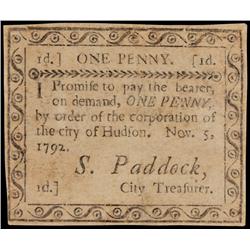 1d.] ONE PENNY. [1d.
I Promise to pay the bearer,
on demand, ONE PENNY,
by order of the corporation of
the city of Hudson. Nov. 5,
1792.
S. Paddock,
1d.] City Treasurer.